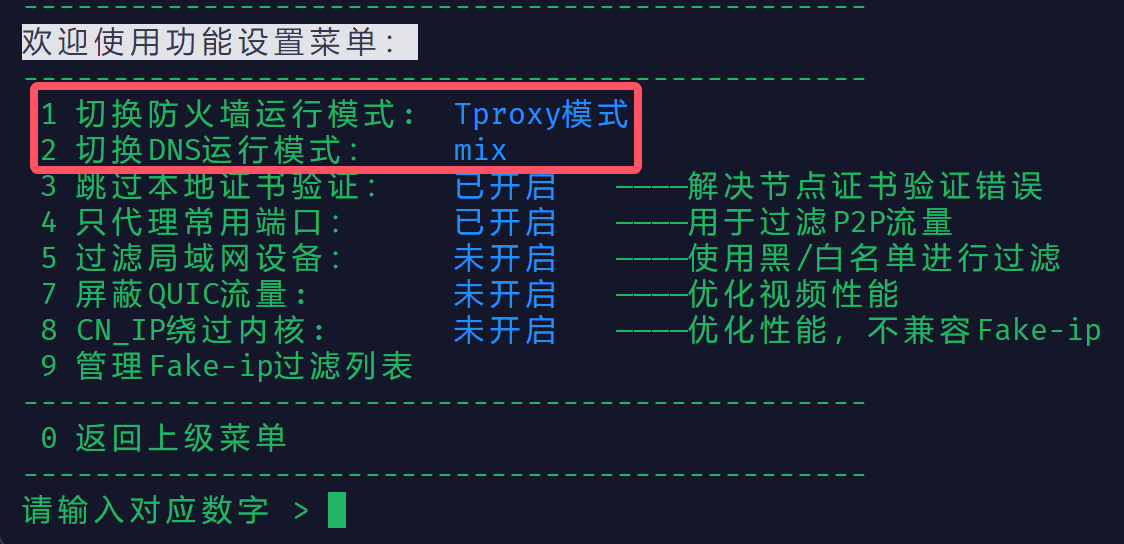 欢迎使用功能设置菜单：
1 切换防火墙运行模式: Tproxy模式
2 切换DNS运行模式: mix
3 跳过本地证书验证: 已开启 ————解决节点证书验证错误
4 只代理常用端口: 已开启 ————用于过滤P2P流量
5 过滤局域网设备: 未开启 ————使用黑/白名单进行过滤
7 屏蔽QUIC流量: 未开启 ————优化视频性能
8 CN_IP绕过内核: 未开启 ————优化性能，不兼容Fake-ip
9 管理Fake-ip过滤列表
0 返回上级菜单
请输入对应数字 >